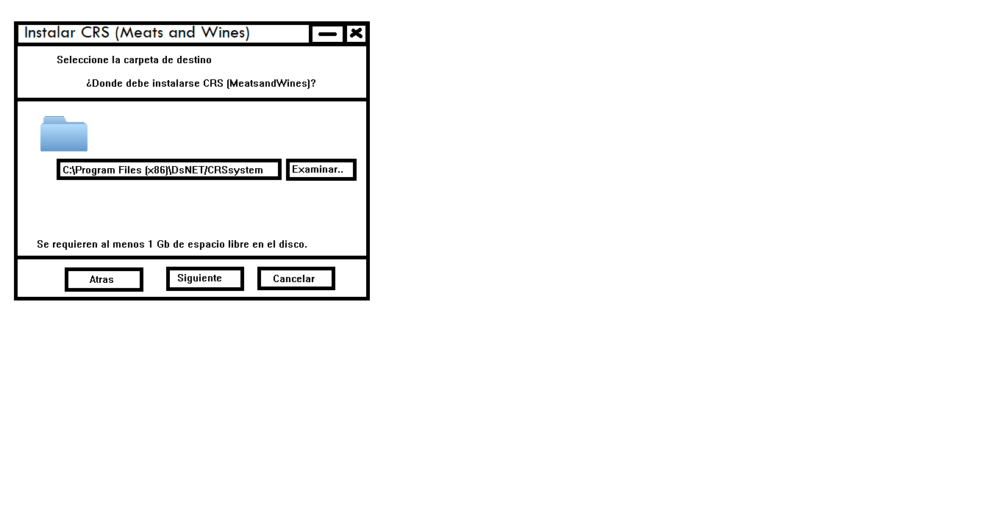 Instalar CRS (Meats and Wines)
Seleccione la carpeta de destino
¿Donde debe instalarse CRS (MeatsandWines)?
C:\Program Files (x86)\DsNET/CRSsystem
Examinar..
Se requieren al menos 1 Gb de espacio libre en el disco.
Atras
Siguiente
Cancelar